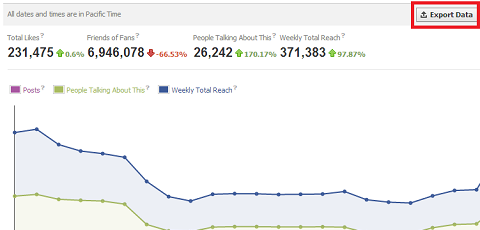 All dates and times are in Pacific Time
Export Data
Total Likes? Friends of Fans? People Talking About This? Weekly Total Reach?
231,475 0.6% 6,946,078 -66.53% 26,242 170.17% 371,383 97.87%
Posts? People Talking About This? Weekly Total Reach?